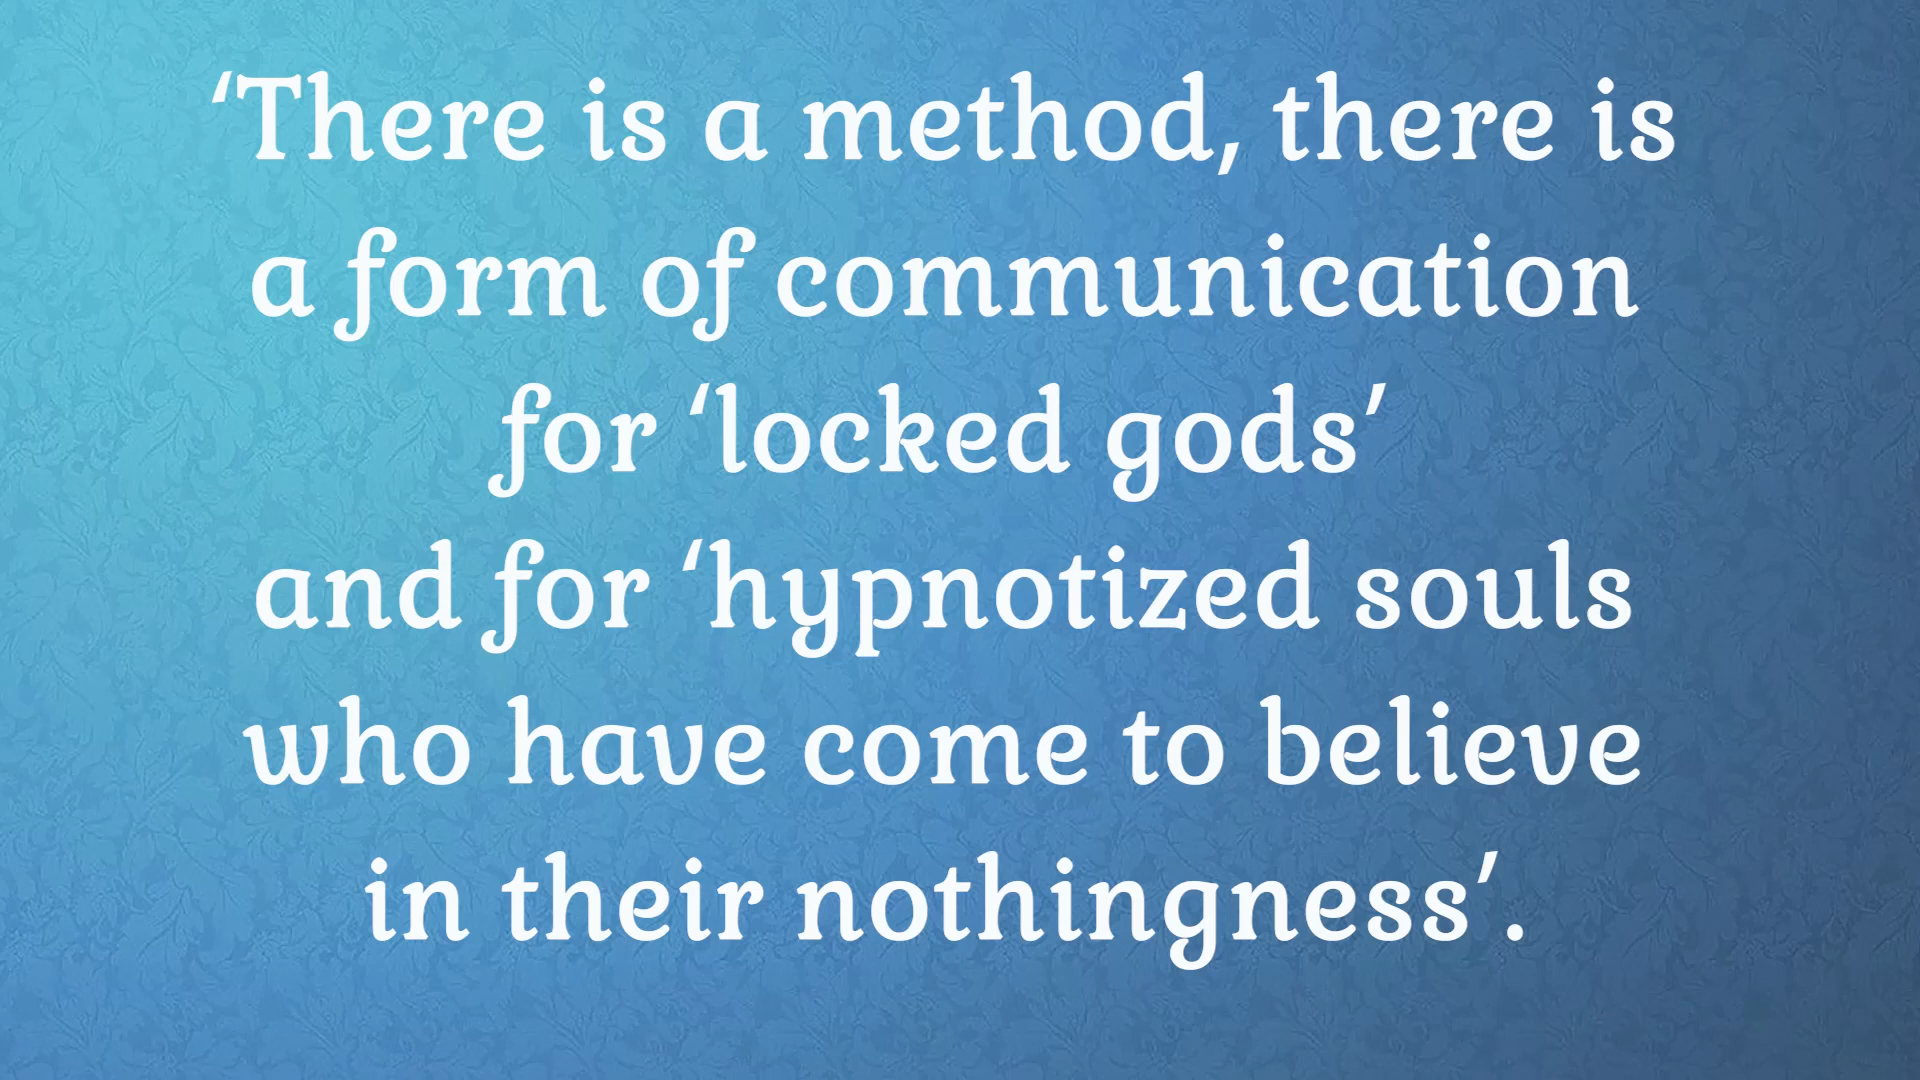 ‘There is a method, there is
a form of communication
for ‘locked gods’
and for ‘hypnotized souls
who have come to believe
in their nothingness’.